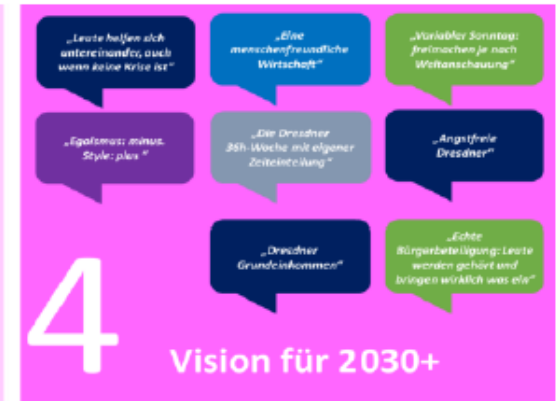 „Leute helfen sich
untereinander, auch
wenn keine Krise ist“
„Eine
menschenfreundliche
Wirtschaft“
„Variabler Sonntag:
freimachen je nach
Weltanschauung“
„Egoismus: minus.
Style: plus “
„Die Dresdner
36h-Woche mit eigener
Zeiteinteilung“
„Angstfreie
Dresdner“
„Dresdner
Grundeinkommen“
„Echte
Bürgerbeteiligung: Leute
werden gehört und
bringen wirklich was ein“
4
Vision für 2030+